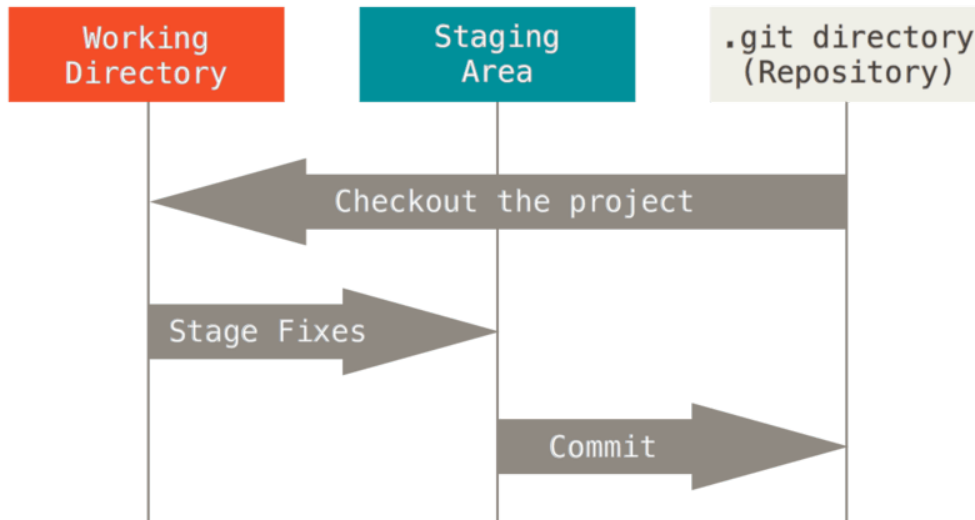 Working
Directory
Staging
Area
.git directory
(Repository)
Checkout the project
Stage Fixes
Commit